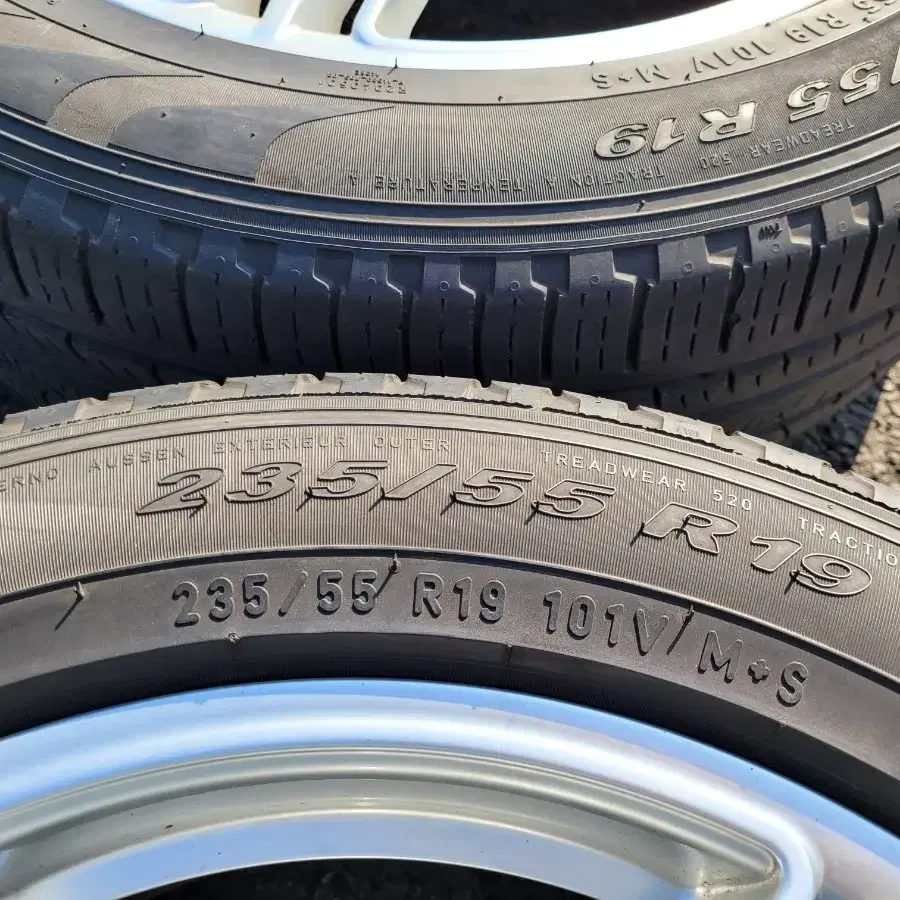 55 R19 101V M+S
55 R19
TREADWEAR 520
TRACTION A TEMPERATURE A
ERNO AUSSEN EXTERIEUR OUTER
TREADWEAR 520 TRACTIO
235/55 R19
235/55 R19 101V M+S